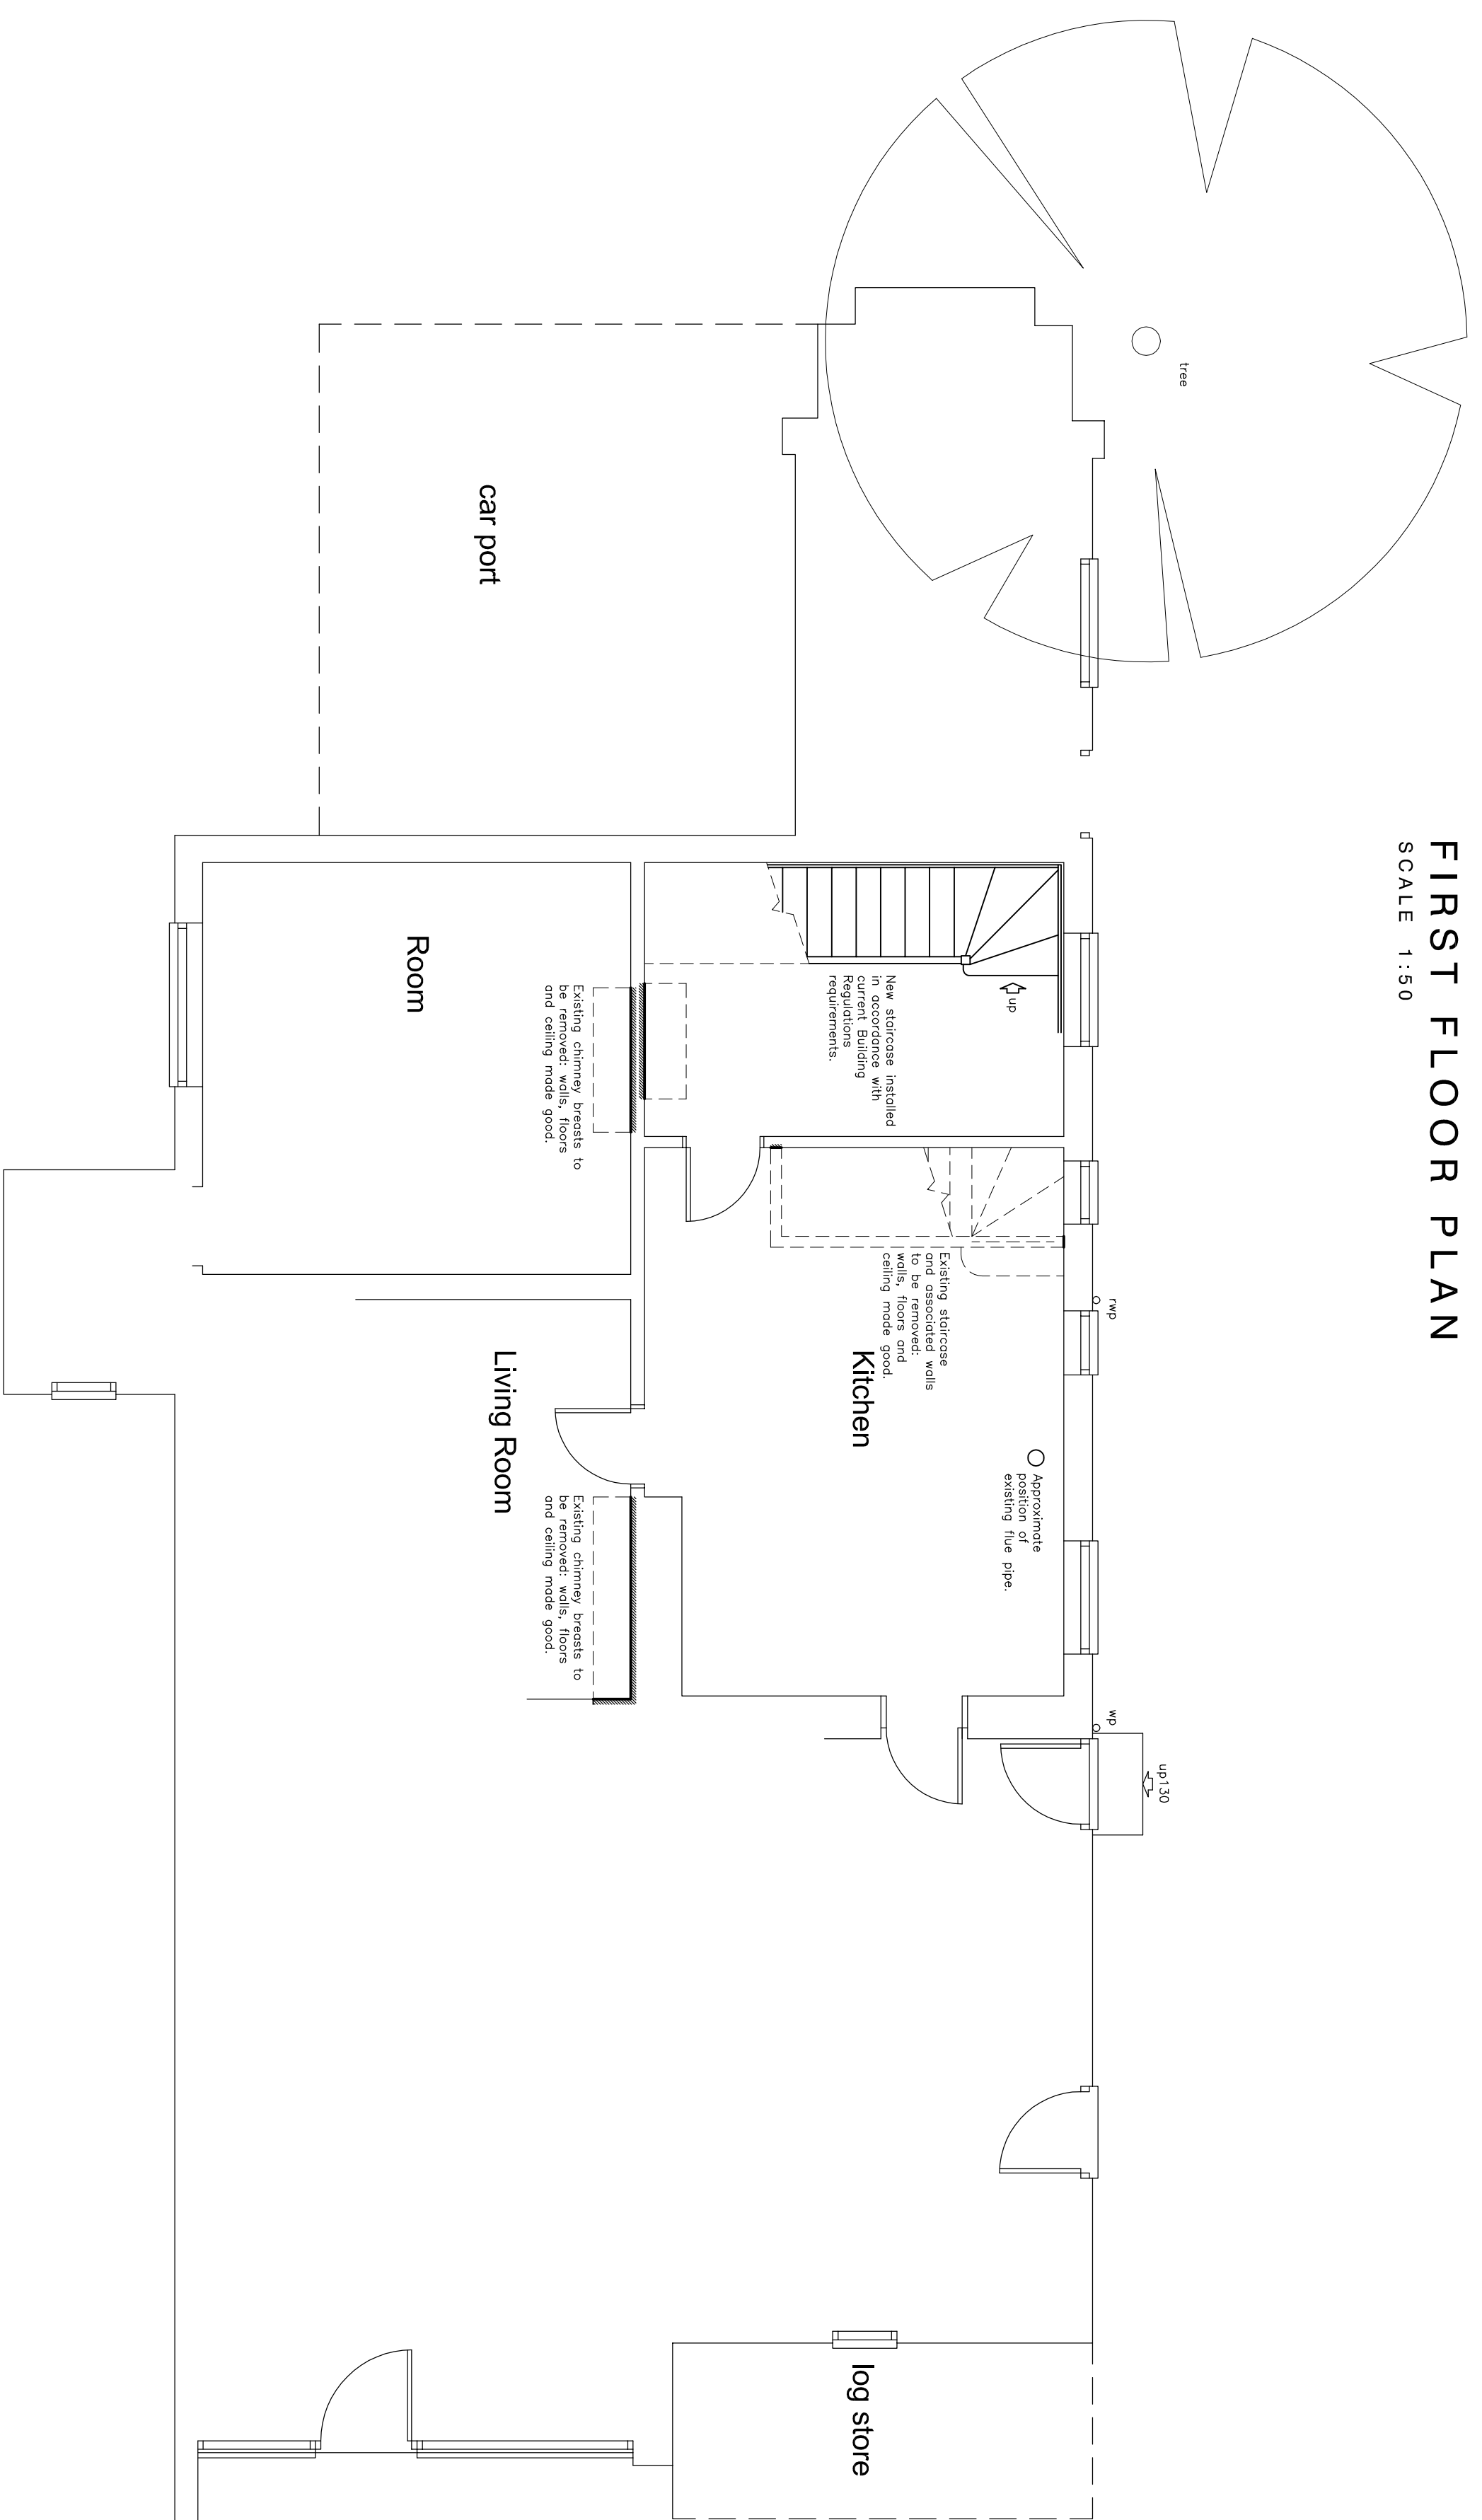 FIRST FLOOR PLAN
SCALE 1:50
tree
rwp
wp
up130
up
New staircase installed
in accordance with
current Building
Regulations
requirements.
Approximate
position of
existing flue pipe.
Existing staircase
and associated walls
to be removed:
walls, floors and
ceiling made good.
Kitchen
log store
car port
Existing chimney breasts to
be removed: walls, floors
and ceiling made good.
Room
Living Room
Existing chimney breasts to
be removed: walls, floors
and ceiling made good.